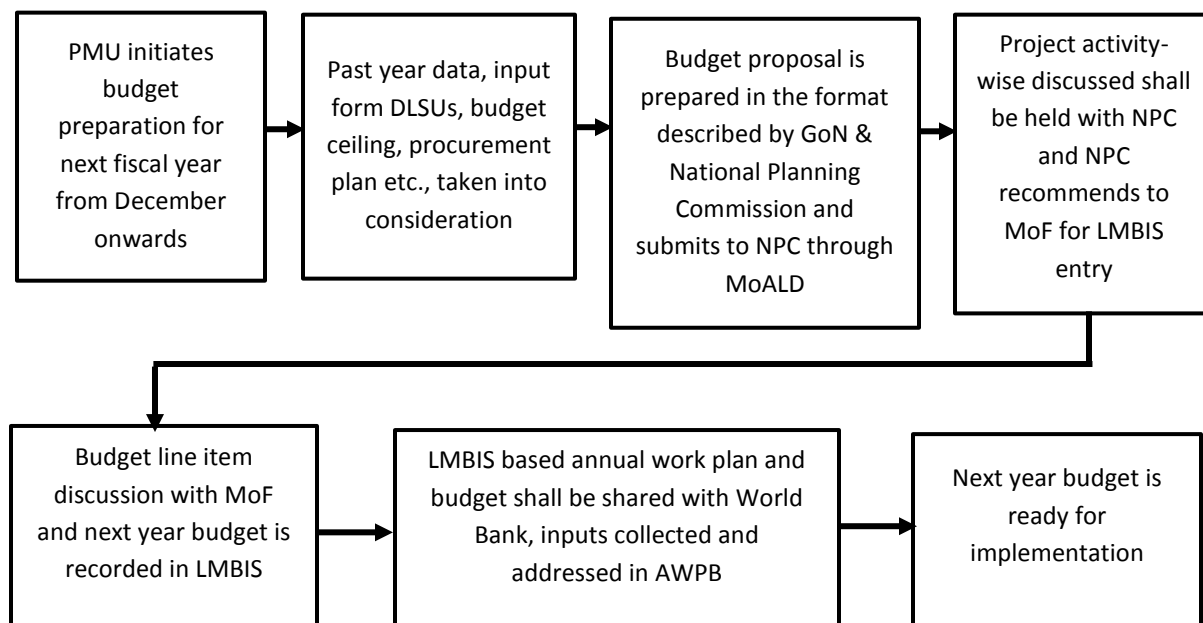 PMU initiates
budget
preparation for
next fiscal year
from December
onwards
Past year data, input
form DLSUs, budget
ceiling, procurement
plan etc., taken into
consideration
Budget proposal is
prepared in the format
described by GoN &
National Planning
Commission and
submits to NPC through
MoALD
Project activity-
wise discussed shall
be held with NPC
and NPC
recommends to
MoF for LMBIS
entry
Budget line item
discussion with MoF
and next year budget is
recorded in LMBIS
LMBIS based annual work plan and
budget shall be shared with World
Bank, inputs collected and
addressed in AWPB
Next year budget is
ready for
implementation